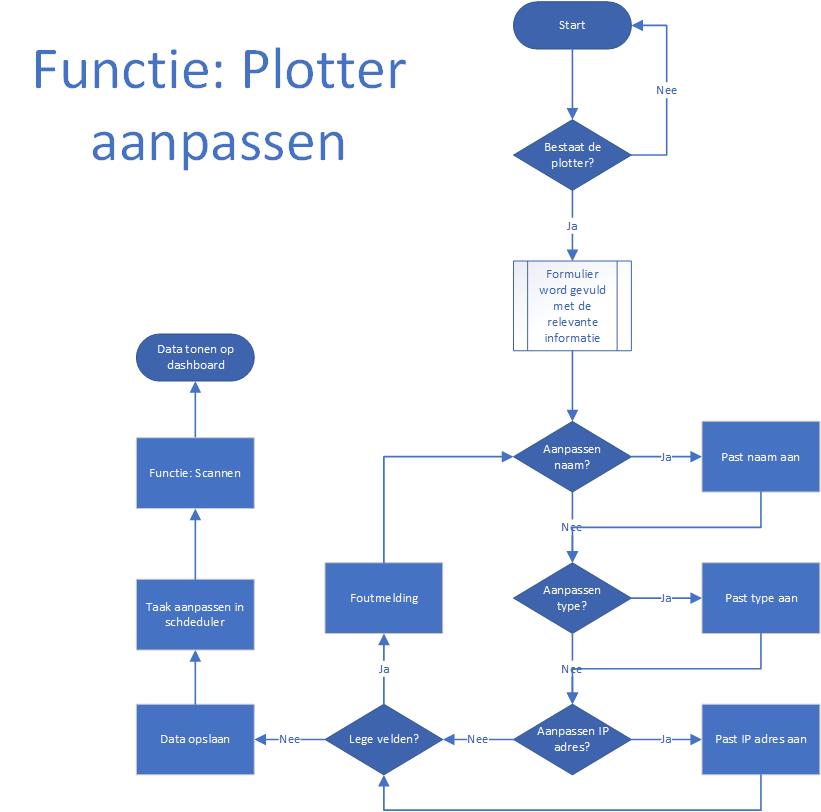 Functie: Plotter
aanpassen
Start
Nee
Bestaat de
plotter?
Ja
Formulier
word gevuld
met de
relevante
informatie
Data tonen op
dashboard
Functie: Scannen
Aanpassen
naam?
Ja
Past naam aan
Nee
Taak aanpassen in
schdeduler
Foutmelding
Aanpassen
type?
Ja
Past type aan
Ja
Nee
Data opslaan
Nee
Lege velden?
Nee
Aanpassen IP
adres?
Ja
Past IP adres aan